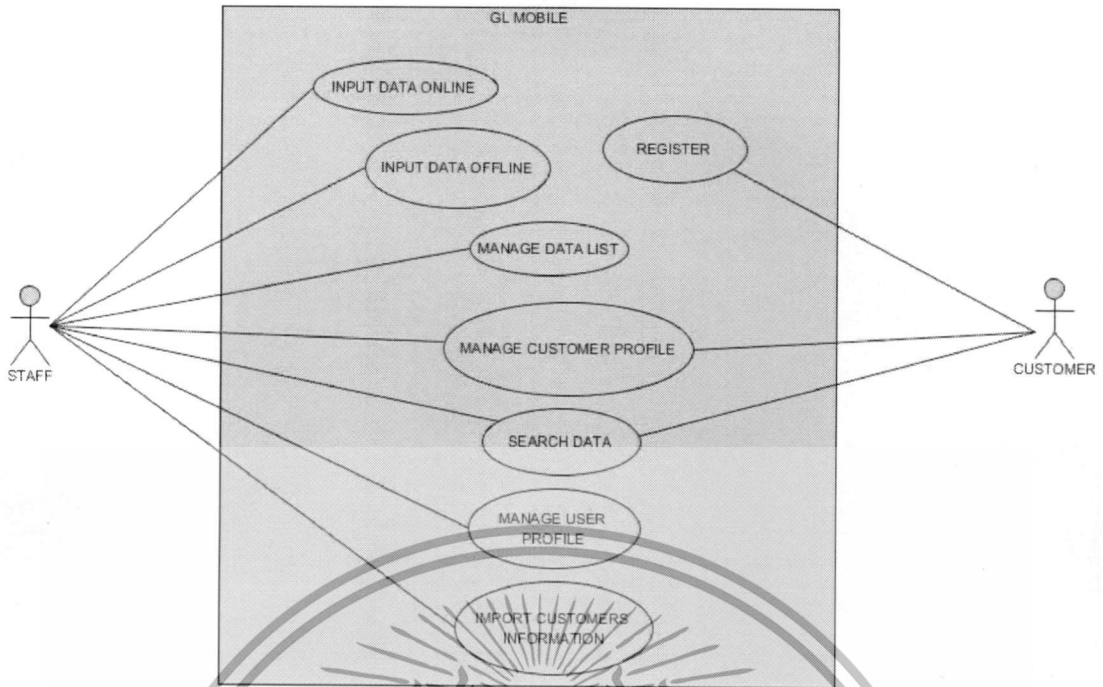 GL MOBILE
INPUT DATA ONLINE
REGISTER
INPUT DATA OFFLINE
MANAGE DATA LIST
MANAGE CUSTOMER PROFILE
STAFF
CUSTOMER
SEARCH DATA
MANAGE USER
PROFILE
IMPORT CUSTOMERS
INFORMATION